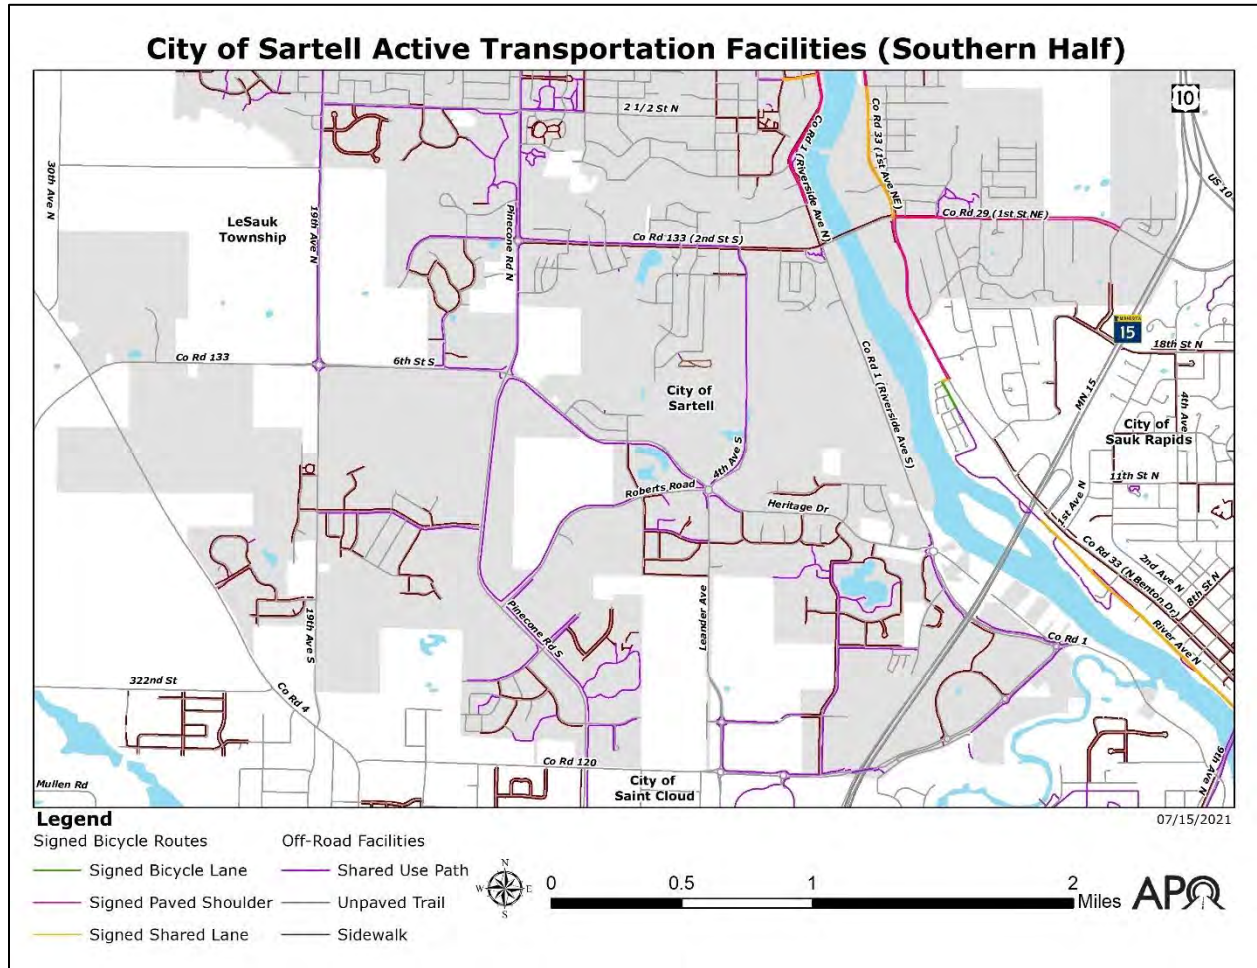 City of Sartell Active Transportation Facilities (Southern Half)
10
2 1/2 St N
Co Rd 1 (Riverside Ave N)
Co Rd 33 (1st Ave NE)
US 10
30th Ave N
LeSauk
Township
19th Ave N
Pinecone Rd N
Co Rd 133 (2nd St S)
Co Rd 29 (1st St NE)
15
18th St N
Co Rd 133
6th St S
Co Rd 1 (Riverside Ave S)
City of
Sartell
MN 15
4th Ave
City of
Sauk Rapids
4th Ave S
Roberts Road
Heritage Dr
11th St N
1st Ave N
Co Rd 33 (N Benton Dr)
2nd Ave N
8th St N
Pinecone Rd S
Leander Ave
19th Ave S
Co Rd 1
River Ave N
322nd St
Co Rd 4
Co Rd 120
City of
Saint Cloud
Mullen Rd
9th Ave N
Legend
07/15/2021
Signed Bicycle Routes
Off-Road Facilities
Signed Bicycle Lane
Shared Use Path
Signed Paved Shoulder
Unpaved Trail
Signed Shared Lane
Sidewalk
N
W E
S
0 0.5 1 2
Miles
APO